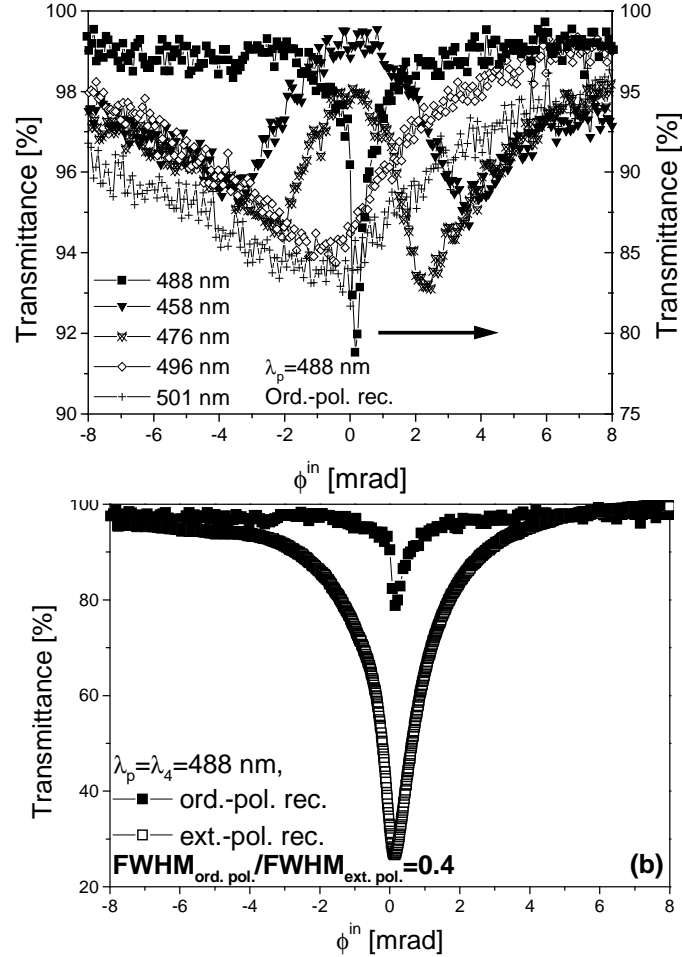 100
98
96
94
92
90
Transmittance [%]
100
95
90
85
80
75
Transmittance [%]
488 nm
458 nm
476 nm
496 nm
501 nm
λp=488 nm
Ord.-pol. rec.
-8 -6 -4 -2 0 2 4 6 8
ϕin [mrad]
100
80
60
40
20
Transmittance [%]
λp=λ4=488 nm,
ord.-pol. rec.
ext.-pol. rec.
FWHMord. pol./FWHMext. pol.=0.4
(b)
-8 -6 -4 -2 0 2 4 6 8
ϕin [mrad]